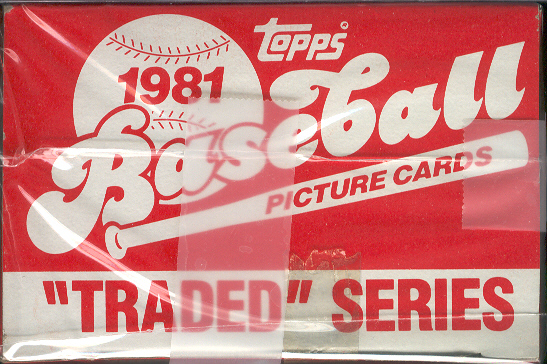 Topps®
1981
Baseball
PICTURE CARDS
"TRADED" SERIES